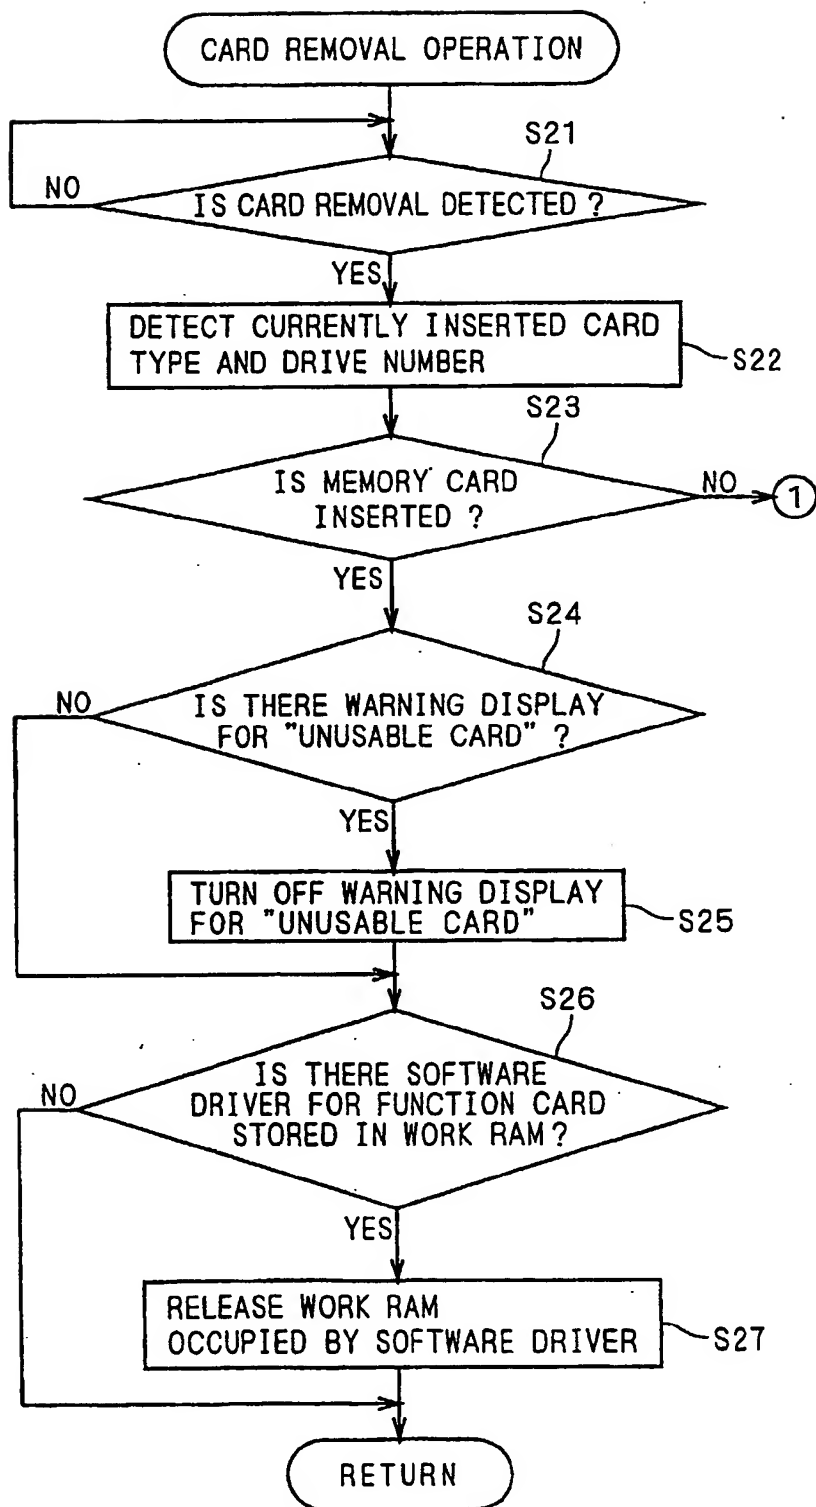 CARD REMOVAL OPERATION
S21
NO
IS CARD REMOVAL DETECTED ?
YES
DETECT CURRENTLY INSERTED CARD
TYPE AND DRIVE NUMBER
S22
S23
IS MEMORY CARD
INSERTED ?
NO
1
YES
S24
NO
IS THERE WARNING DISPLAY
FOR "UNUSABLE CARD" ?
YES
TURN OFF WARNING DISPLAY
FOR "UNUSABLE CARD"
S25
S26
NO
IS THERE SOFTWARE
DRIVER FOR FUNCTION CARD
STORED IN WORK RAM?
YES
RELEASE WORK RAM
OCCUPIED BY SOFTWARE DRIVER
S27
RETURN